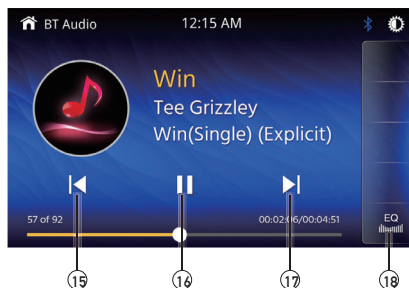 BT Audio 12:15 AM
Win
Tee Grizzley
Win(Single) (Explicit)
57 of 92 00:02:06/00:04:51
EQ
15 16 17 18